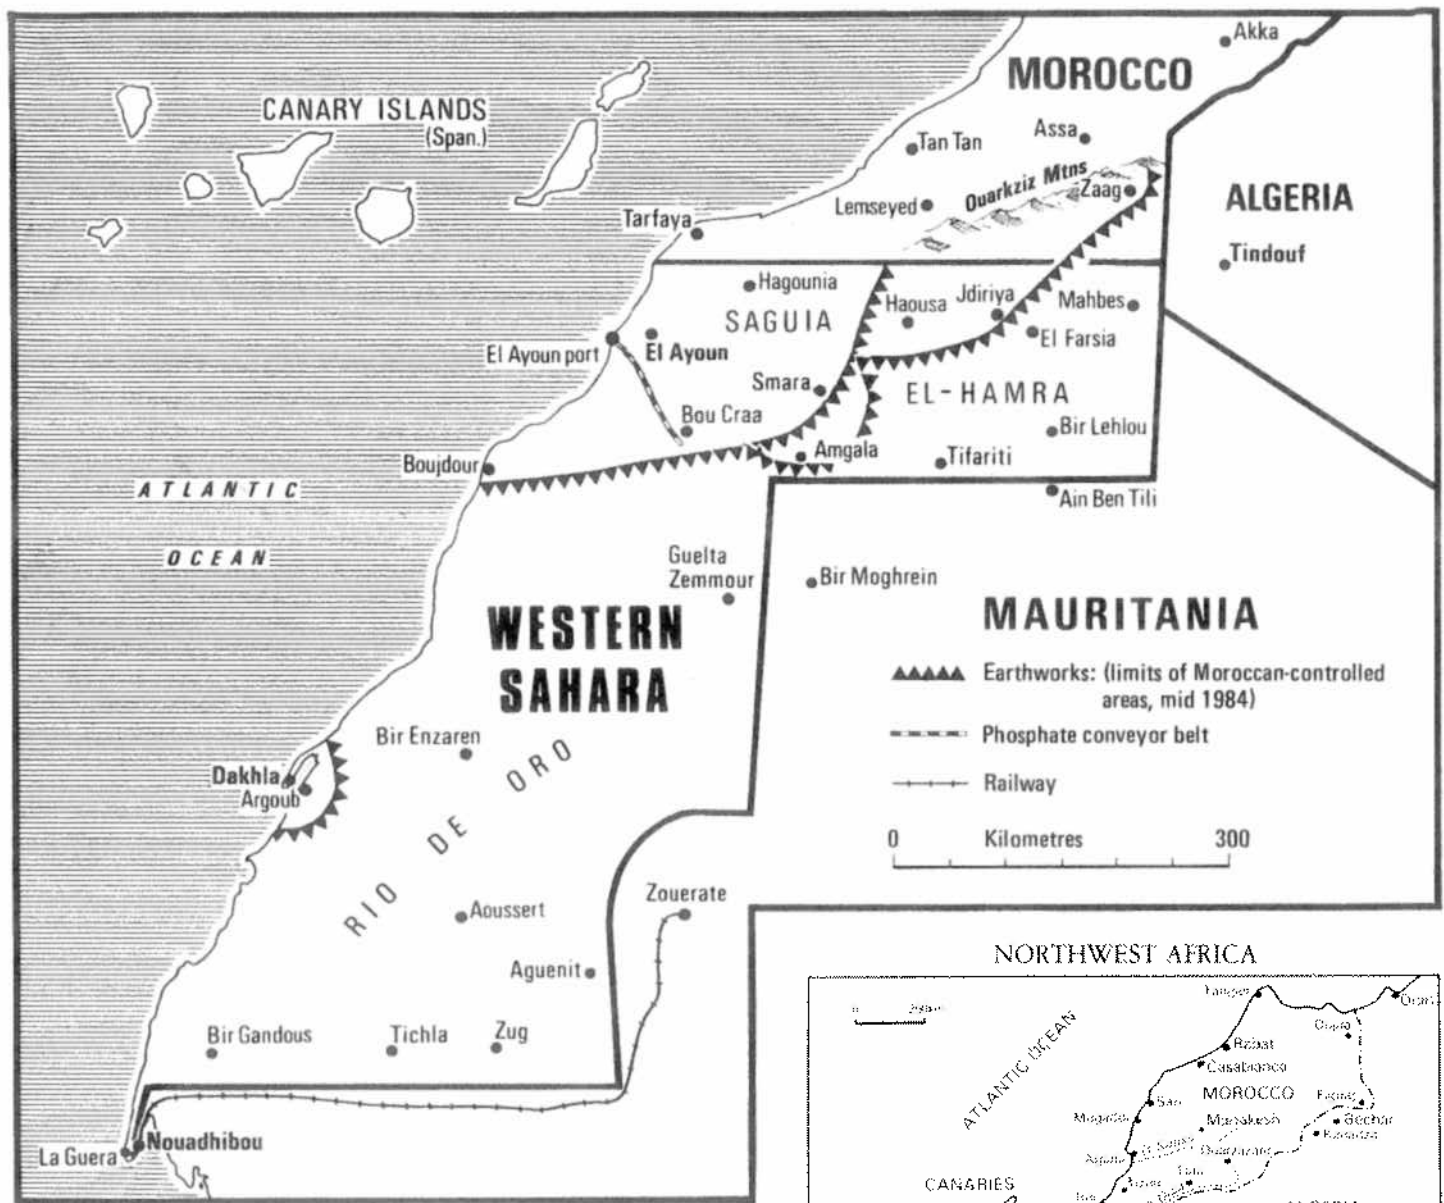 Akka
MOROCCO
CANARY ISLANDS
(Span.)
Tan Tan
Assa
Ouarkziz Mtns
Zaag
Lemseyed
ALGERIA
Tarfaya
Tindouf
Hagounia
Haousa
Jdiriya
Mahbes
SAGUIA
El Farsia
El Ayoun port
El Ayoun
Smara
EL-HAMRA
Bou Craa
Bir Lehlou
Boujdour
Amgala
Tifariti
ATLANTIC
OCEAN
Ain Ben Tili
Guelta
Zemmour
Bir Moghrein
WESTERN
SAHARA
MAURITANIA
Earthworks: (limits of Moroccan-controlled
areas, mid 1984)
Phosphate conveyor belt
Railway
0 Kilometres 300
Bir Enzaren
Dakhla
Argoub
RIO DE ORO
Aoussert
Zouerate
Aguenit
Bir Gandous
Tichla
Zug
La Guera
Nouadhibou
NORTHWEST AFRICA
ATLANTIC OCEAN
Rabat
Casablanca
MOROCCO
Safi
Marrakesh
Bechar
CANARIES